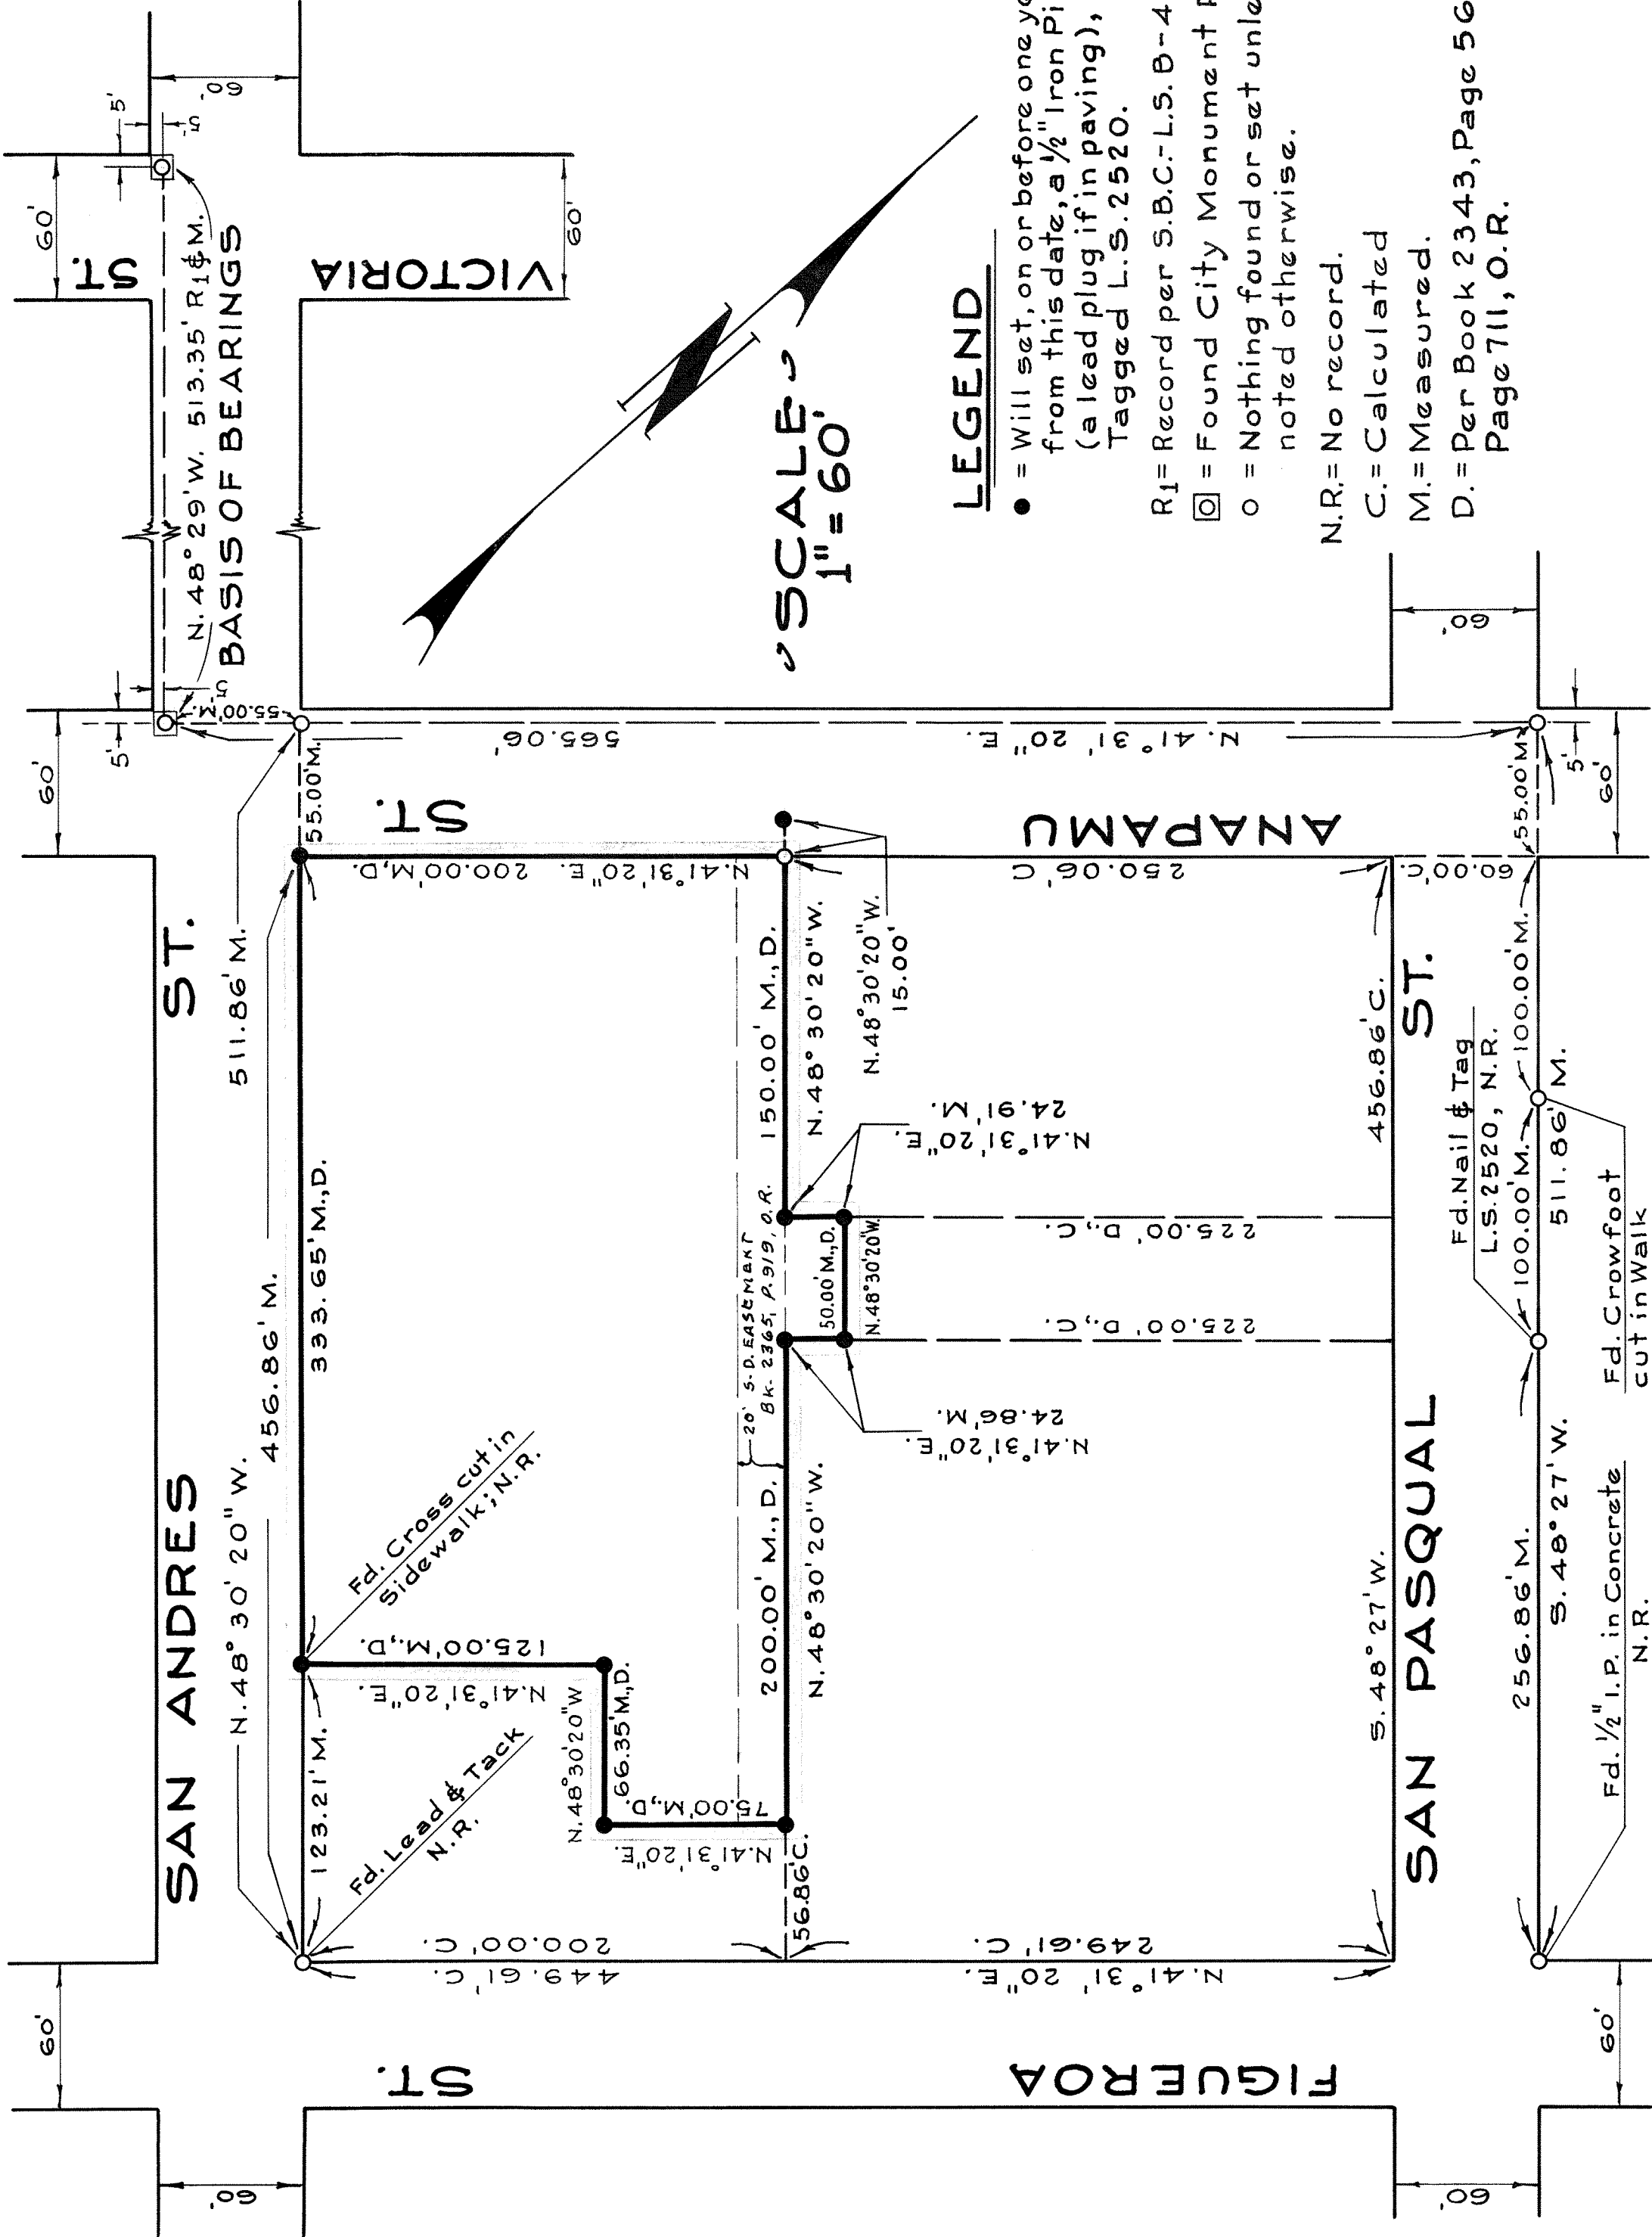 SAN ANDRES ST.
N.48° 30' 20" W.
511.86' M.
456.86' M.
123.21' M.
333.65' M.,D.
55.00' M.
Fd. Lead & Tack
N.R.
Fd. Cross cut in
Sidewalk; N.R.
N.41°31'20"E.
125.00' M.,D.
N.48°30'20"W
66.35' M.,D.
N.41°31'20"E.
75.00' M.,D.
449.61' C.
200.00' C.
56.86' C.
200.00' M., D.
N.48°30'20"W.
20' S.D. EASEMENT
BK. 2365, P. 919, O.R.
150.00' M., D.
N.48° 30' 20" W.
N.41°31'20"E. 200.00' M,D.
N.48°30'20"W.
15.00'
50.00' M.,D.
N.48°30'20"W.
N.41°31'20"E.
24.86' M.
N.41°31'20"E.
24.91' M.
225.00' D., C.
225.00' D., C.
249.61' C.
N.41°31' 20"E.
250.06' C
60.00' C.
S.48°27' W.
456.86' C.
SAN PASQUAL ST.
256.86' M.
100.00' M.
100.00' M.
55.00' M
S.48°27' W.
511.86' M.
Fd. ½" I.P. in Concrete
N.R.
Fd. Nail & Tag
L.S. 2520, N.R.
Fd. Crowfoot
cut in Walk
FIGUEROA ST.
60'
60'
60'
60'
ANAPAMU ST.
565.06'
N.41°31' 20"E.
55.00' M.
60'
5'
5'
5'
60'
60'
N.48°29' W. 513.35' R1 & M.
BASIS OF BEARINGS
VICTORIA ST.
60'
60'
60'
5'
5'
SCALE
1" = 60'
LEGEND
● = Will set, on or before one
from this date, a ½" Iron
(a lead plug if in paving),
Tagged L.S. 2520.
R1 = Record per S.B.C.-L.S. B-4
= Found City Monument
○ = Nothing found or set
noted otherwise.
N.R. = No record.
C. = Calculated
M. = Measured.
D. = Per Book 2343, Page 56
Page 711, O.R.